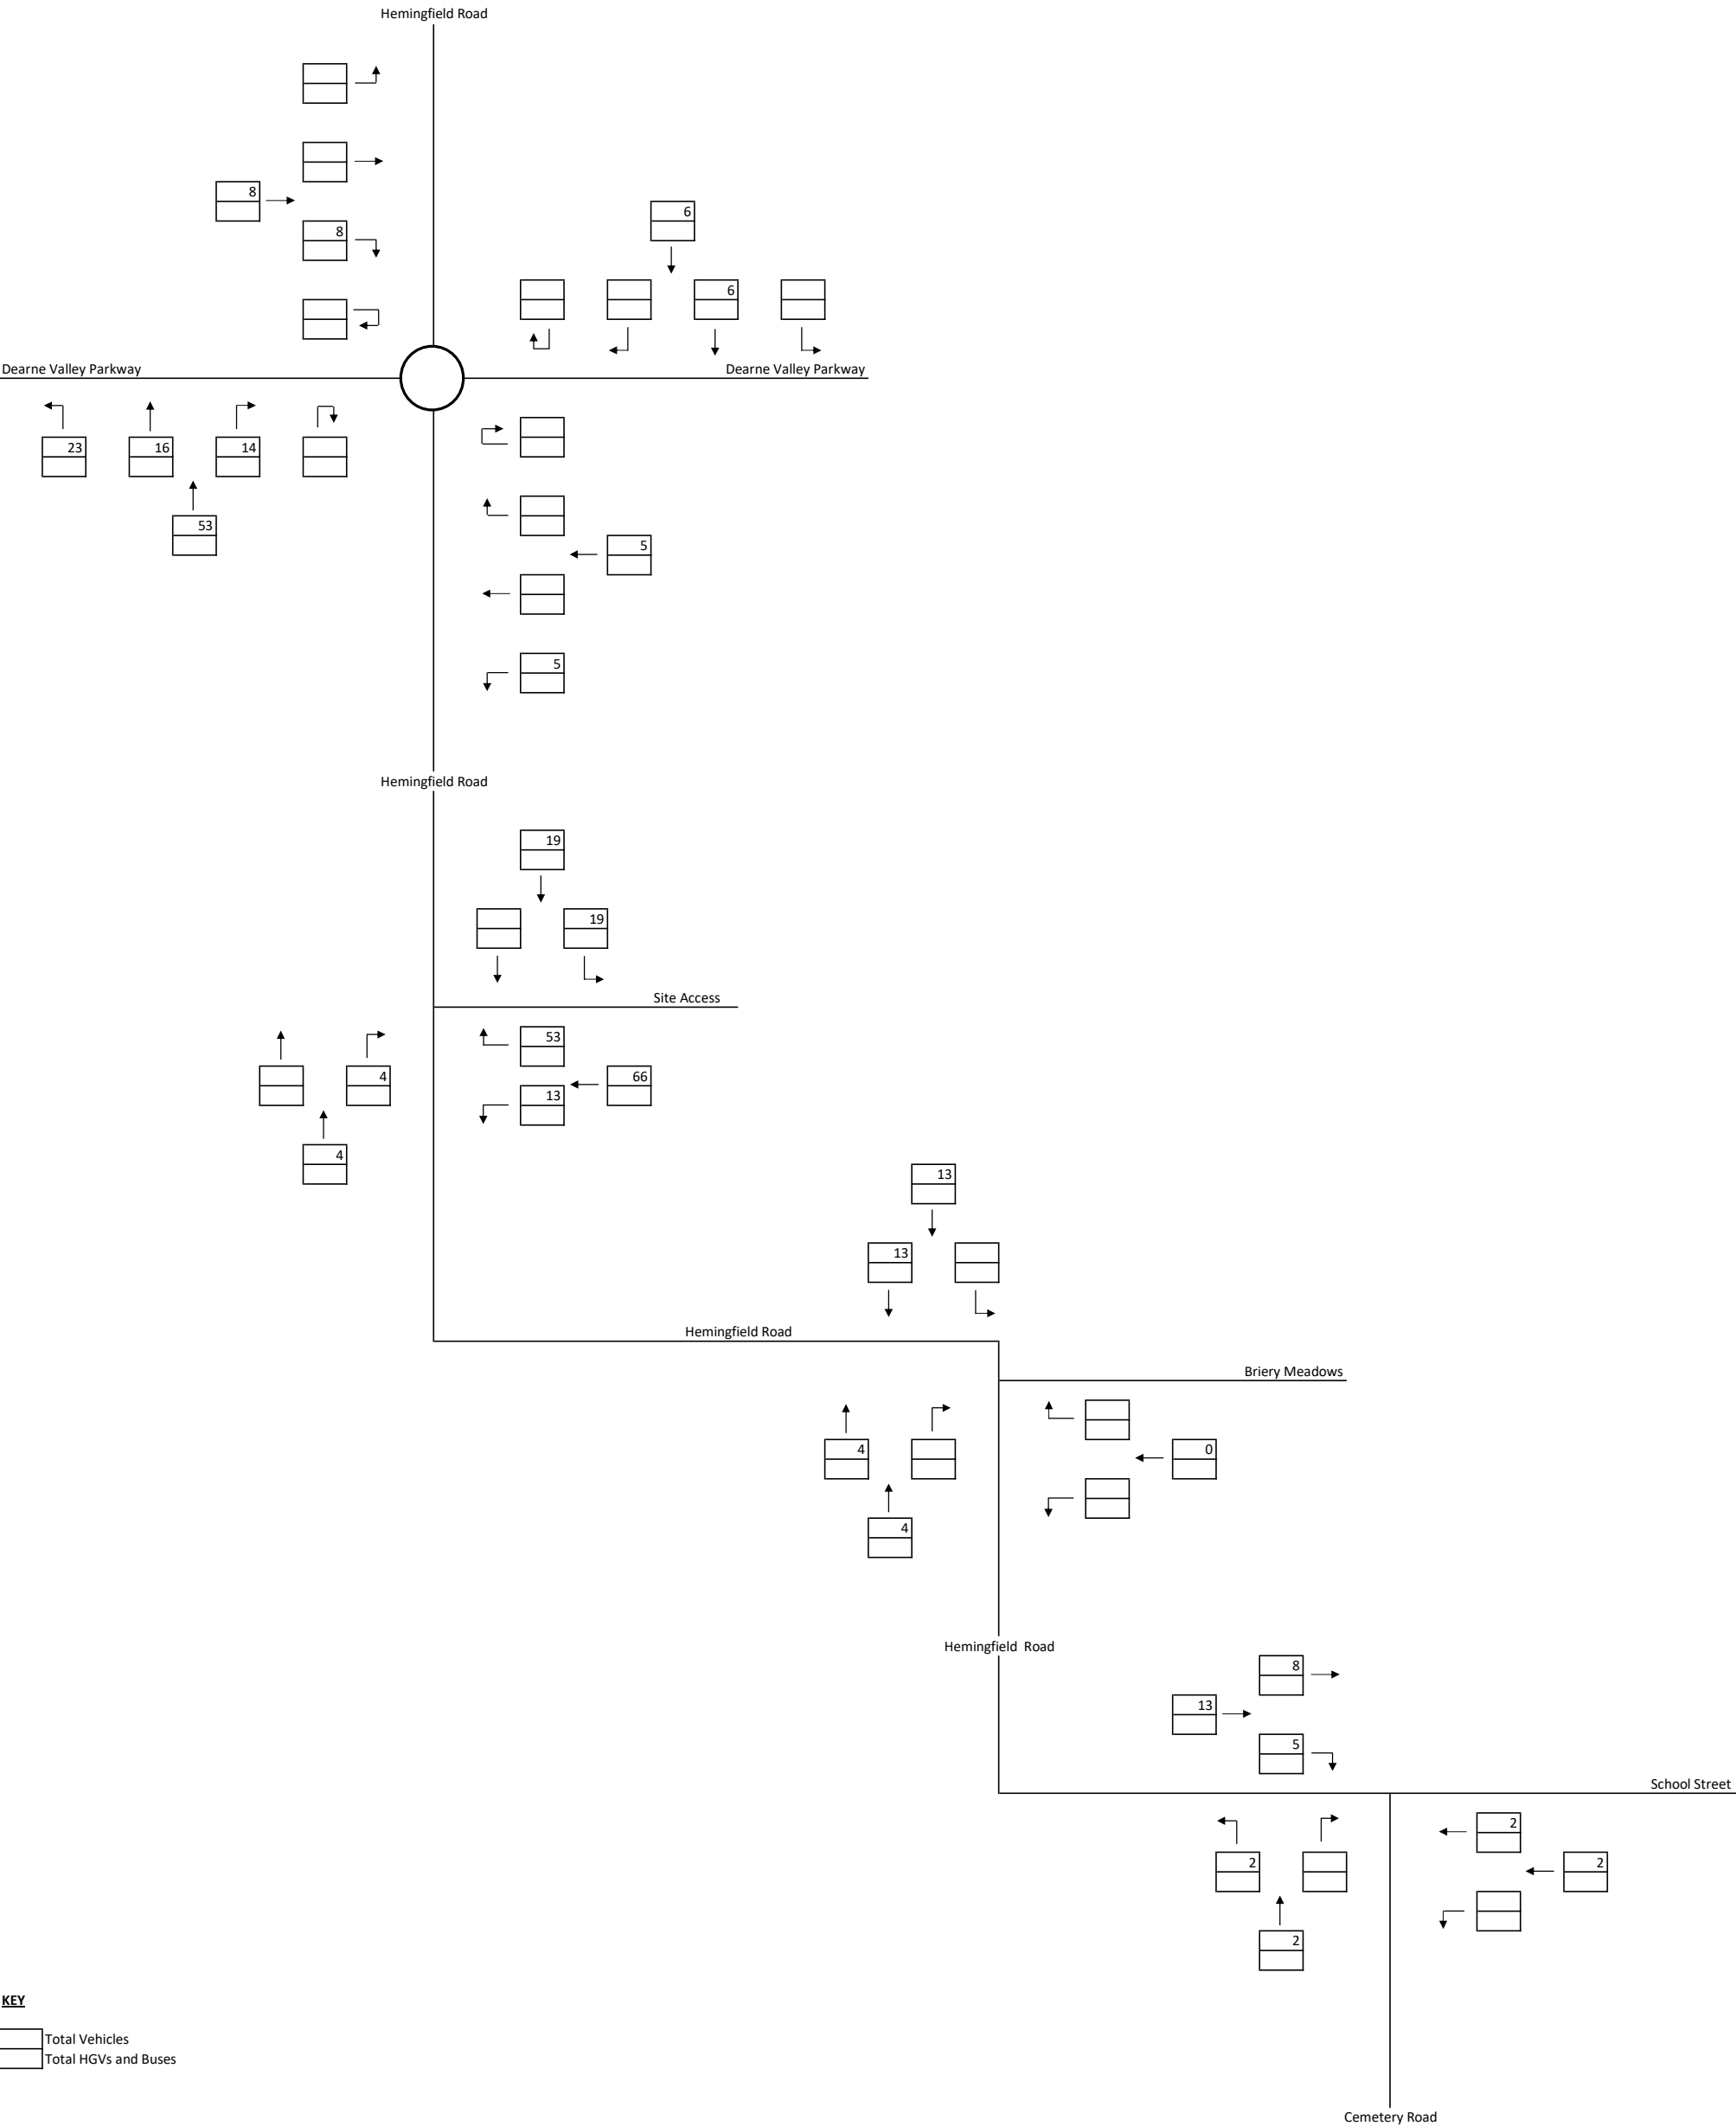 Hemingfield Road
8
6
8
6
Dearne Valley Parkway
Dearne Valley Parkway
23 16 14
53
5
5
Hemingfield Road
19
19
Site Access
53
4 66
13
4
13
13
Hemingfield Road
Briery Meadows
4 0
4
Hemingfield Road
8
13
5
School Street
2
2 2
2
KEY
Total Vehicles
Total HGVs and Buses
Cemetery Road